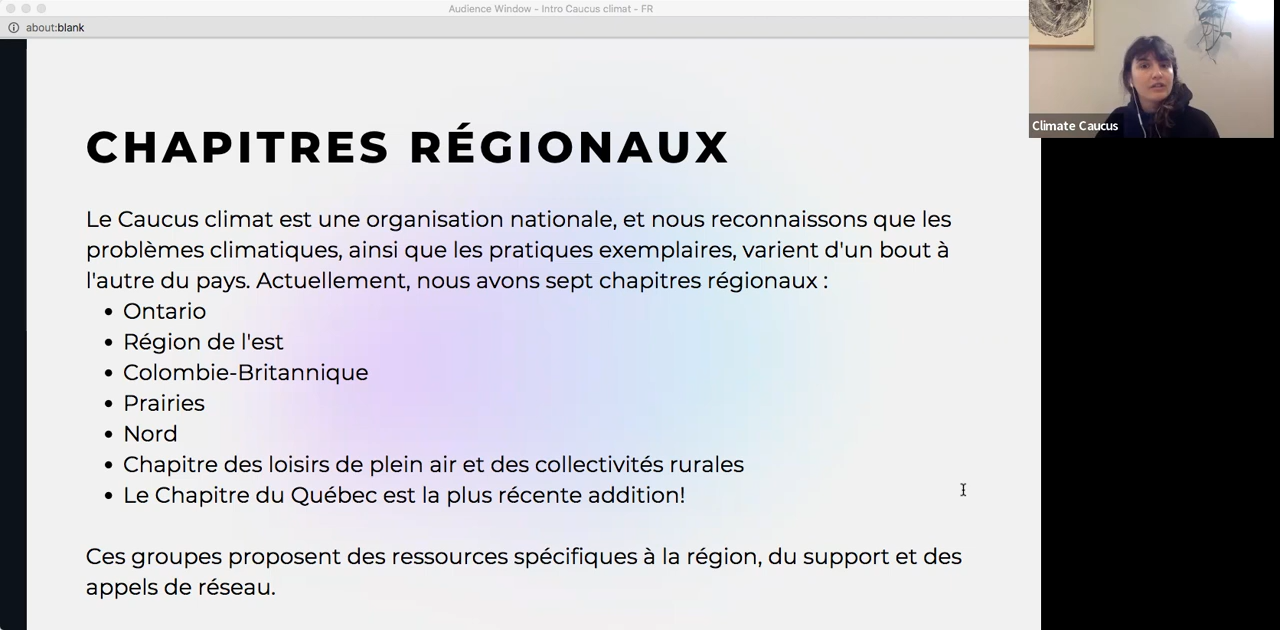 Audience Window - Intro Caucus climat - FR
about:blank
Climate Caucus
CHAPITRES RÉGIONAUX
Le Caucus climat est une organisation nationale, et nous reconnaissons que les
problèmes climatiques, ainsi que les pratiques exemplaires, varient d'un bout à
l'autre du pays. Actuellement, nous avons sept chapitres régionaux :
• Ontario
• Région de l'est
• Colombie-Britannique
• Prairies
• Nord
• Chapitre des loisirs de plein air et des collectivités rurales
• Le Chapitre du Québec est la plus récente addition!
Ces groupes proposent des ressources spécifiques à la région, du support et des
appels de réseau.